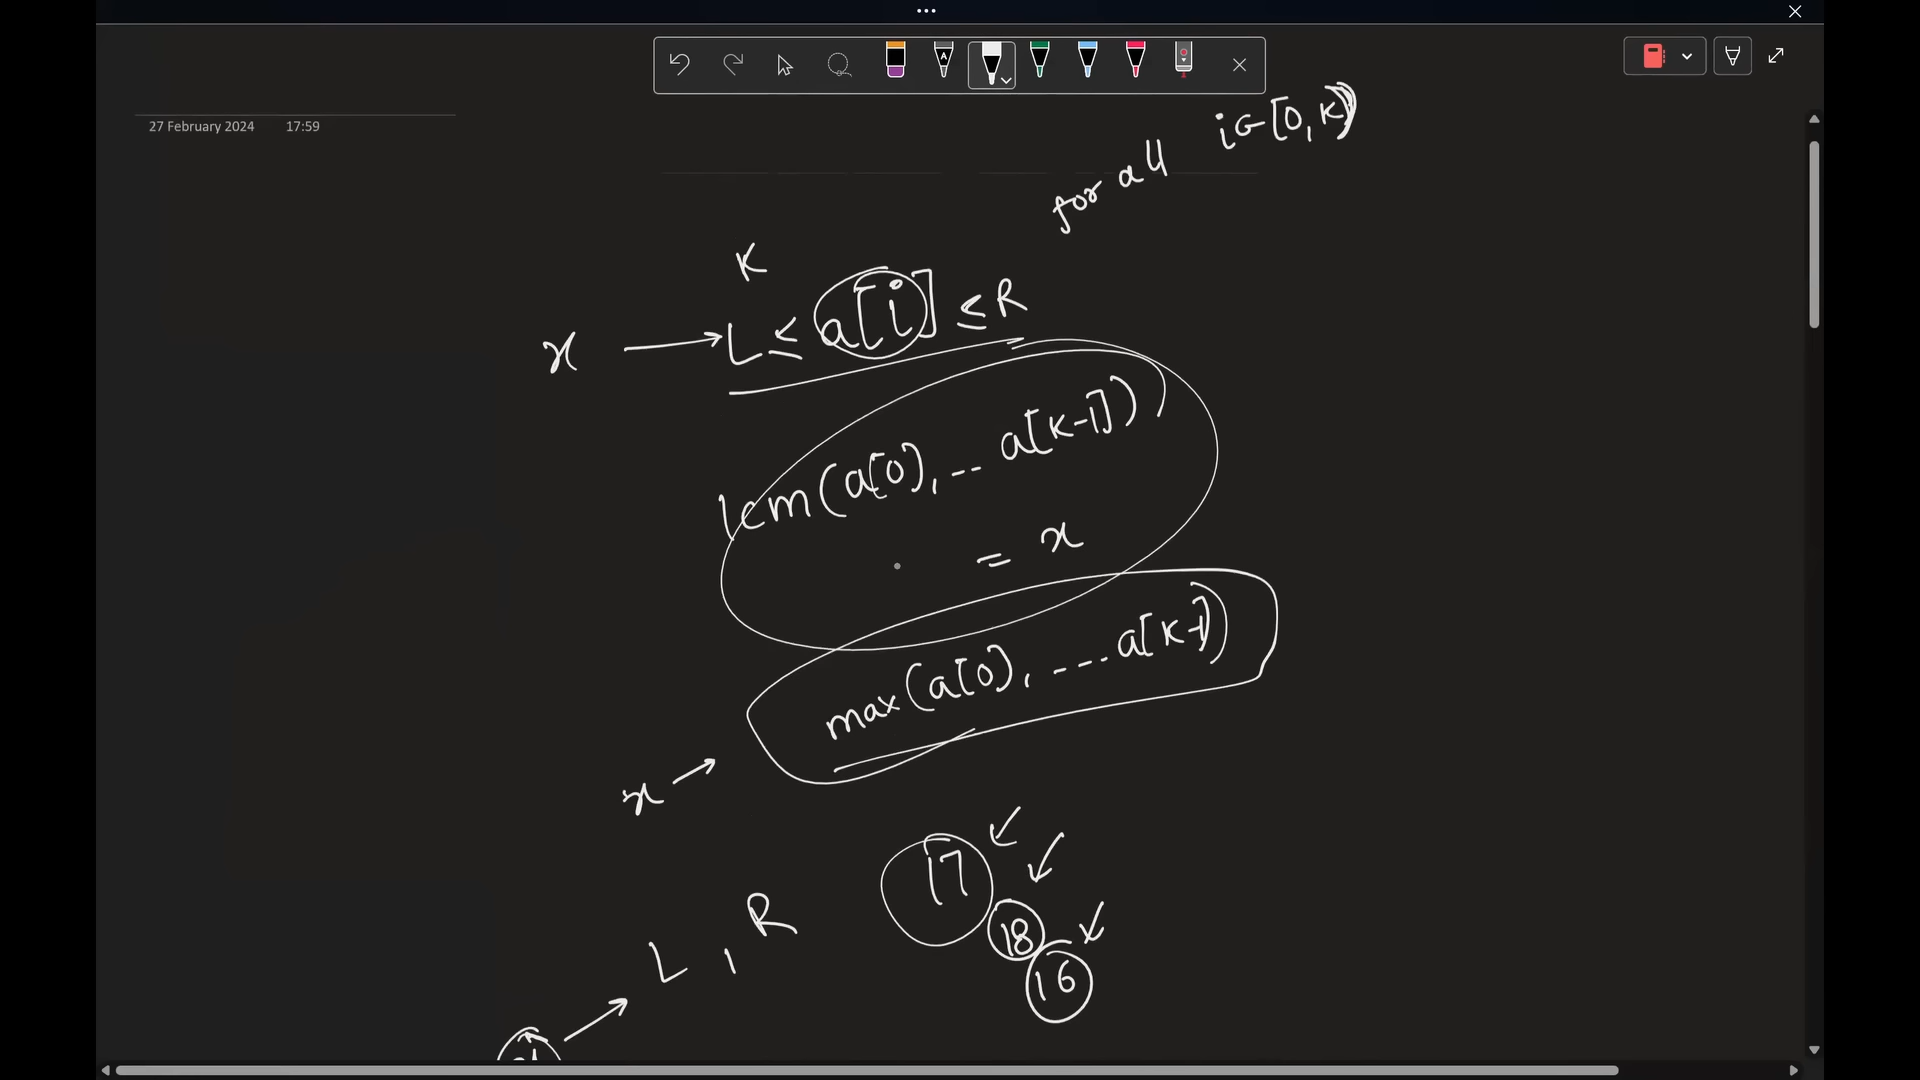 27 February 2024 17:59
for all i ∈ [0, K)
K
x → L ≤ a[i] ≤ R
lcm(a[0), -- a[K-1])
= x
max(a[0), ---- a[K-1)
x →
17
18
16
L , R